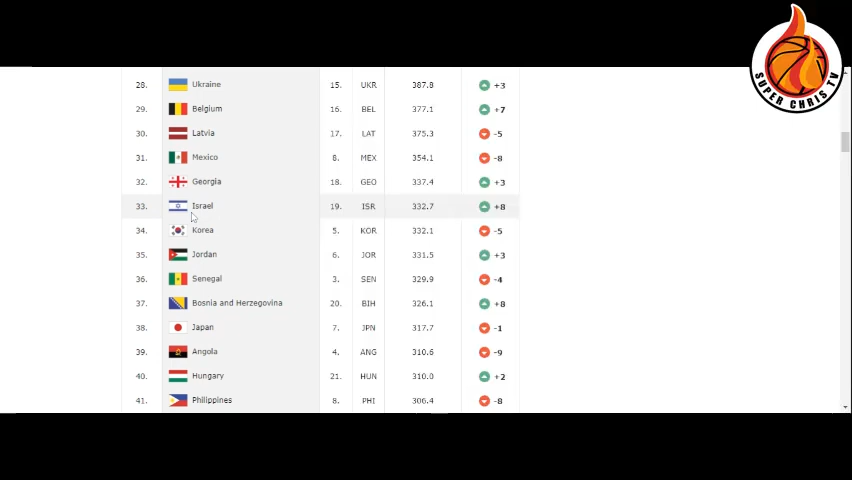 SUPER CHRIS TV
28. Ukraine 15. UKR 387.8 +3
29. Belgium 16. BEL 377.1 +7
30. Latvia 17. LAT 375.3 -5
31. Mexico 8. MEX 354.1 -8
32. Georgia 18. GEO 337.4 +3
33. Israel 19. ISR 332.7 +8
34. Korea 5. KOR 332.1 -5
35. Jordan 6. JOR 331.5 +3
36. Senegal 3. SEN 329.9 -4
37. Bosnia and Herzegovina 20. BIH 326.1 +8
38. Japan 7. JPN 317.7 -1
39. Angola 4. ANG 310.6 -9
40. Hungary 21. HUN 310.0 +2
41. Philippines 8. PHI 306.4 -8